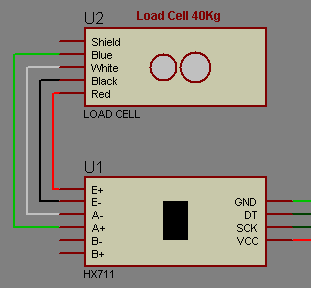 U2
Load Cell 40Kg
Shield
Blue
White
Black
Red
LOAD CELL
U1
E+
E-
A-
A+
B-
B+
GND
DT
SCK
VCC
HX711